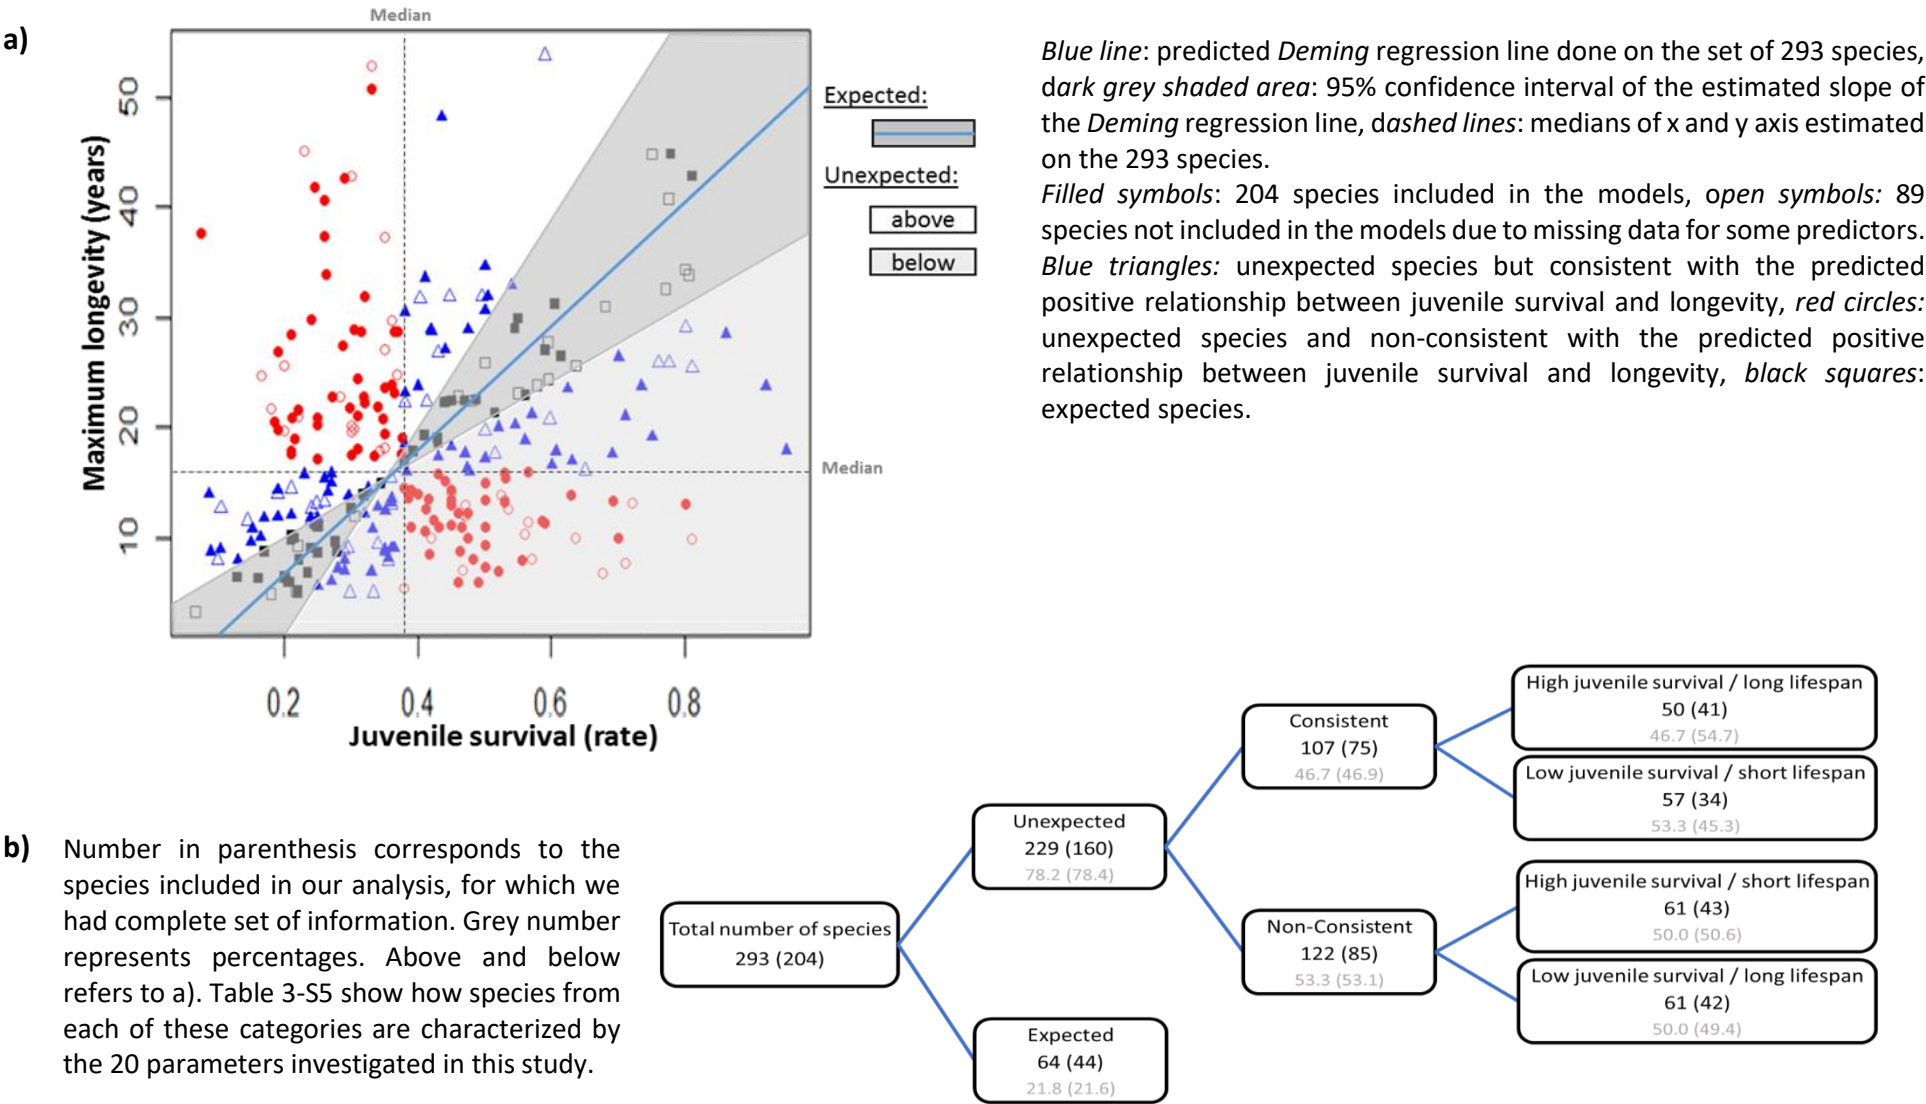 a)
Median
Maximum longevity (years)
50
40
30
20
10
Median
0.2
0.4
0.6
0.8
Juvenile survival (rate)
Expected:
Unexpected:
above
below
Blue line: predicted Deming regression line done on the set of 293 species,
dark grey shaded area: 95% confidence interval of the estimated slope of
the Deming regression line, dashed lines: medians of x and y axis estimated
on the 293 species.
Filled symbols: 204 species included in the models, open symbols: 89
species not included in the models due to missing data for some predictors.
Blue triangles: unexpected species but consistent with the predicted
positive relationship between juvenile survival and longevity, red circles:
unexpected species and non-consistent with the predicted positive
relationship between juvenile survival and longevity, black squares:
expected species.
b)
Number in parenthesis corresponds to the
species included in our analysis, for which we
had complete set of information. Grey number
represents percentages. Above and below
refers to a). Table 3-S5 show how species from
each of these categories are characterized by
the 20 parameters investigated in this study.
Total number of species
293 (204)
Unexpected
229 (160)
78.2 (78.4)
Expected
64 (44)
21.8 (21.6)
Consistent
107 (75)
46.7 (46.9)
Non-Consistent
122 (85)
53.3 (53.1)
High juvenile survival / long lifespan
50 (41)
46.7 (54.7)
Low juvenile survival / short lifespan
57 (34)
53.3 (45.3)
High juvenile survival / short lifespan
61 (43)
50.0 (50.6)
Low juvenile survival / long lifespan
61 (42)
50.0 (49.4)